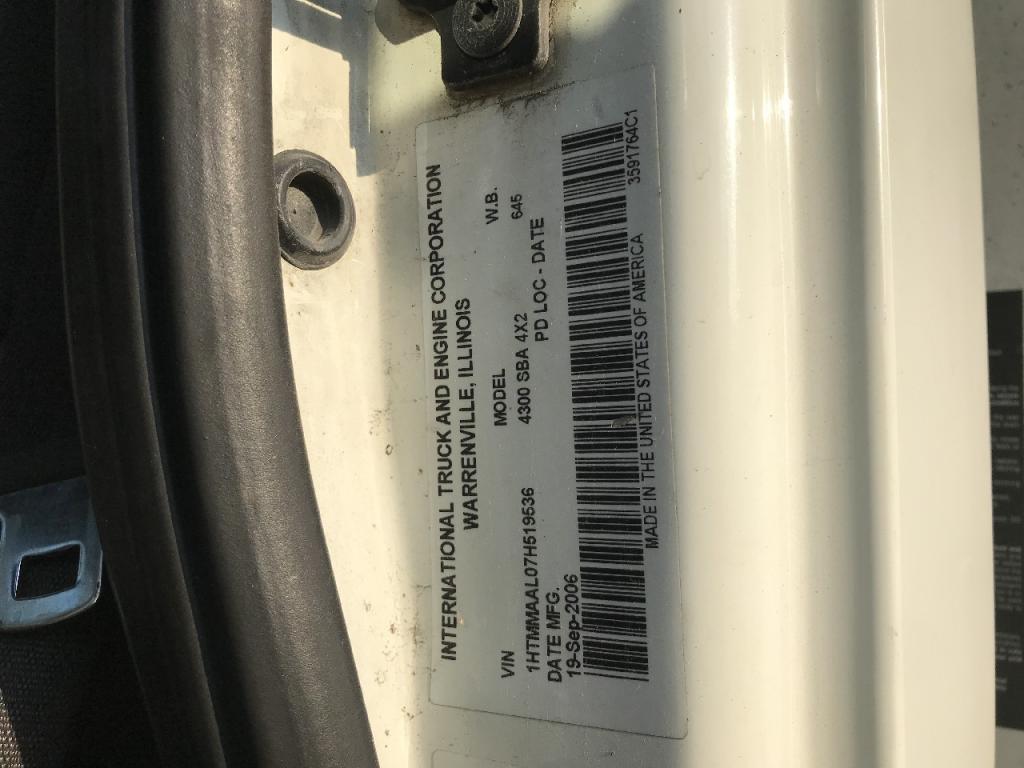 INTERNATIONAL TRUCK AND ENGINE CORPORATION
WARRENVILLE, ILLINOIS
VIN MODEL W.B.
1HTMMAAL07H519536 4300 SBA 4X2 645
DATE MFG. PD LOC - DATE
19-Sep-2006
MADE IN THE UNITED STATES OF AMERICA 3591764C1